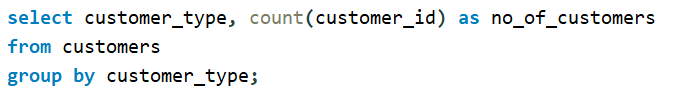 select customer_type, count(customer_id) as no_of_customers
from customers
group by customer_type;